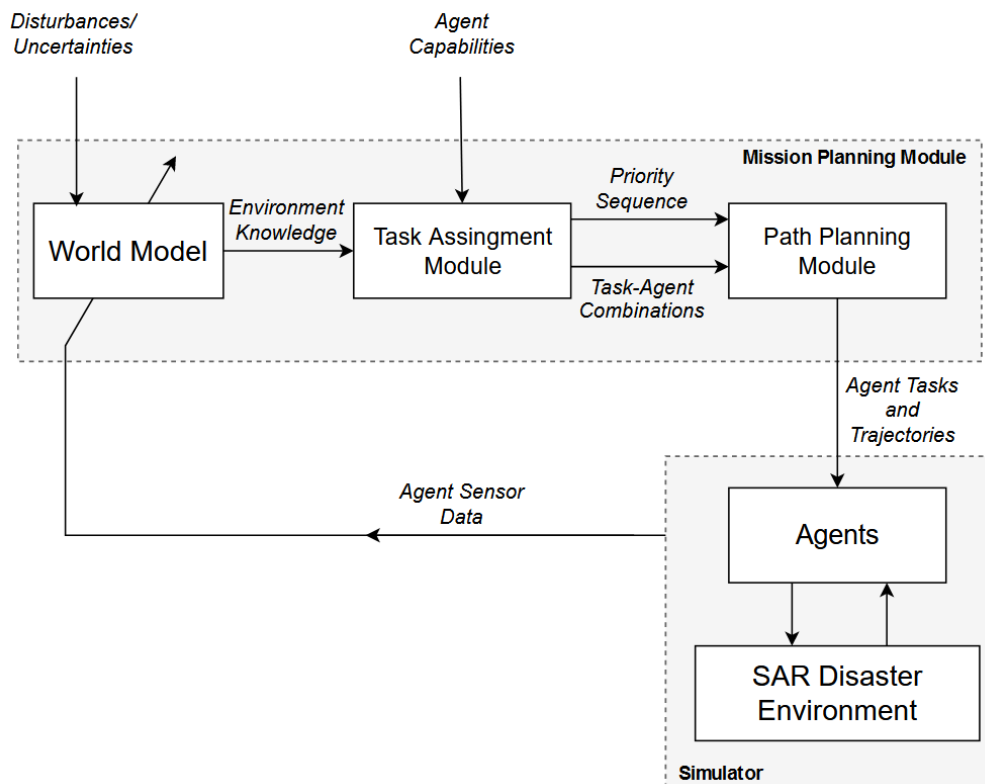 Disturbances/
Uncertainties
Agent
Capabilities
Mission Planning Module
World Model
Environment
Knowledge
Task Assingment
Module
Priority
Sequence
Task-Agent
Combinations
Path Planning
Module
Agent Tasks
and
Trajectories
Agent Sensor
Data
Agents
SAR Disaster
Environment
Simulator